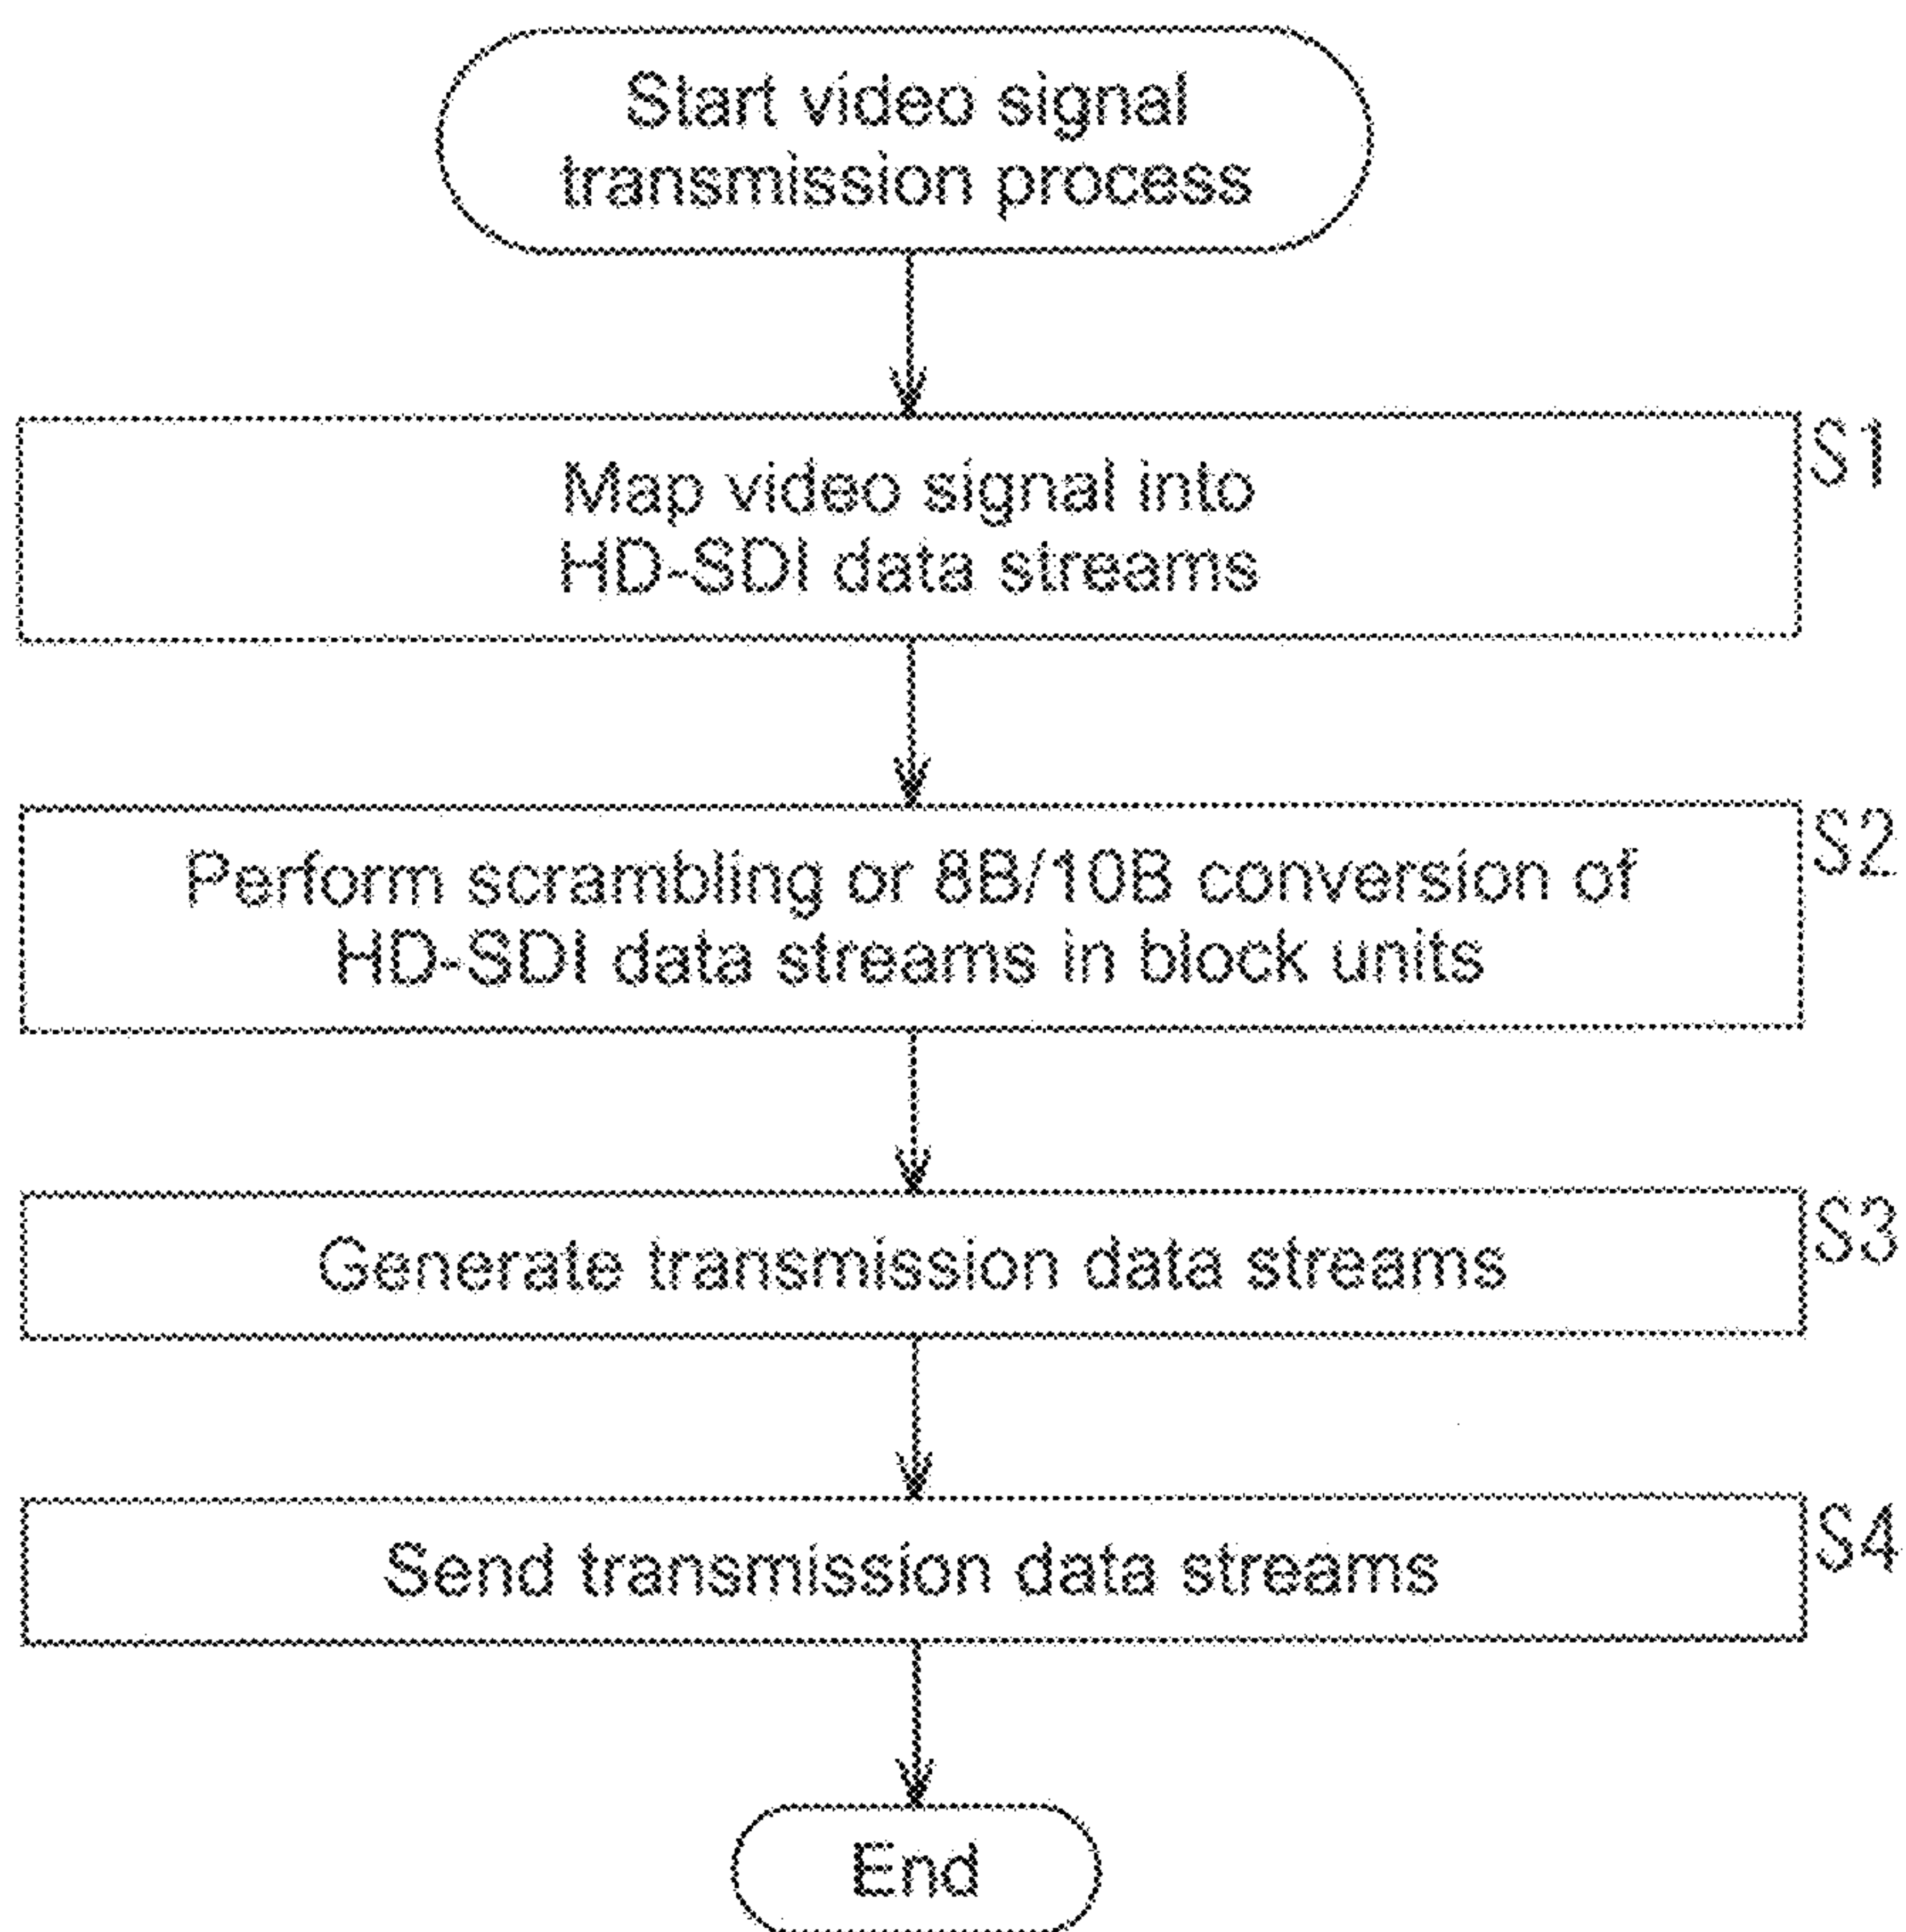 Start video signal
transmission process
S1
Map video signal into
HD-SDI data streams
S2
Perform scrambling or 8B/10B conversion of
HD-SDI data streams in block units
S3
Generate transmission data streams
S4
Send transmission data streams
End